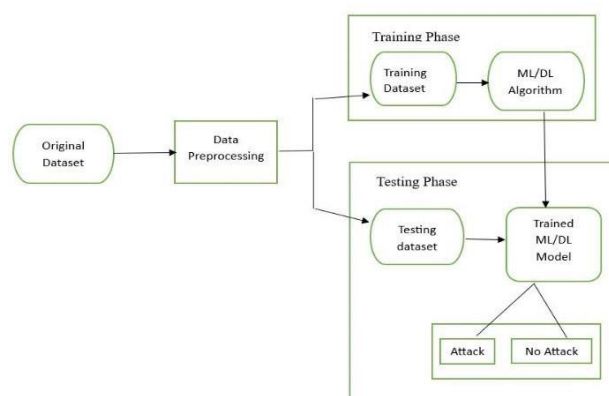 Training Phase
Training
Dataset
ML/DL
Algorithm
Original
Dataset
Data
Preprocessing
Testing Phase
Testing
dataset
Trained
ML/DL
Model
Attack
No Attack